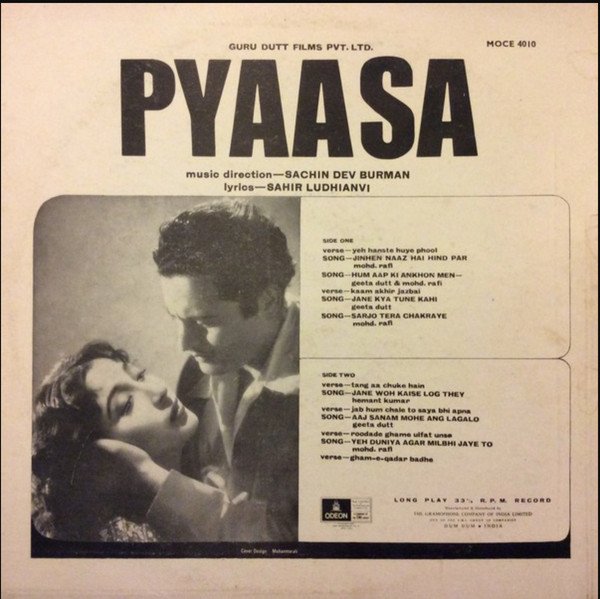 GURU DUTT FILMS PVT. LTD.
MOCE 4010
PYAASA
music direction—SACHIN DEV BURMAN
lyrics—SAHIR LUDHIANVI
SIDE ONE
verse—yeh hanste huye phool
SONG—JINHEN NAAZ HAI HIND PAR
mohd. rafi
SONG—HUM AAP KI ANKHON MEN—
geeta dutt & mohd. rafi
verse—kaam akhir jazbai
SONG—JANE KYA TUNE KAHI
geeta dutt
SONG—SARJO TERA CHAKRAYE
mohd. rafi
SIDE TWO
verse—tang aa chuke hain
SONG—JANE WOH KAISE LOG THEY
hemant kumar
verse—jab hum chale to saya bhi apna
SONG—AAJ SANAM MOHE ANG LAGALO
geeta dutt
verse—roodade ghame ulfat unse
SONG—YEH DUNIYA AGAR MILBHI JAYE TO
mohd. rafi
verse—gham-e-qadar badhe
ODEON
LONG PLAY 33⅓ R.P.M. RECORD
Manufactured & Distributed by
THE GRAMOPHONE COMPANY OF INDIA LIMITED
DUM DUM • INDIA
Cover Design